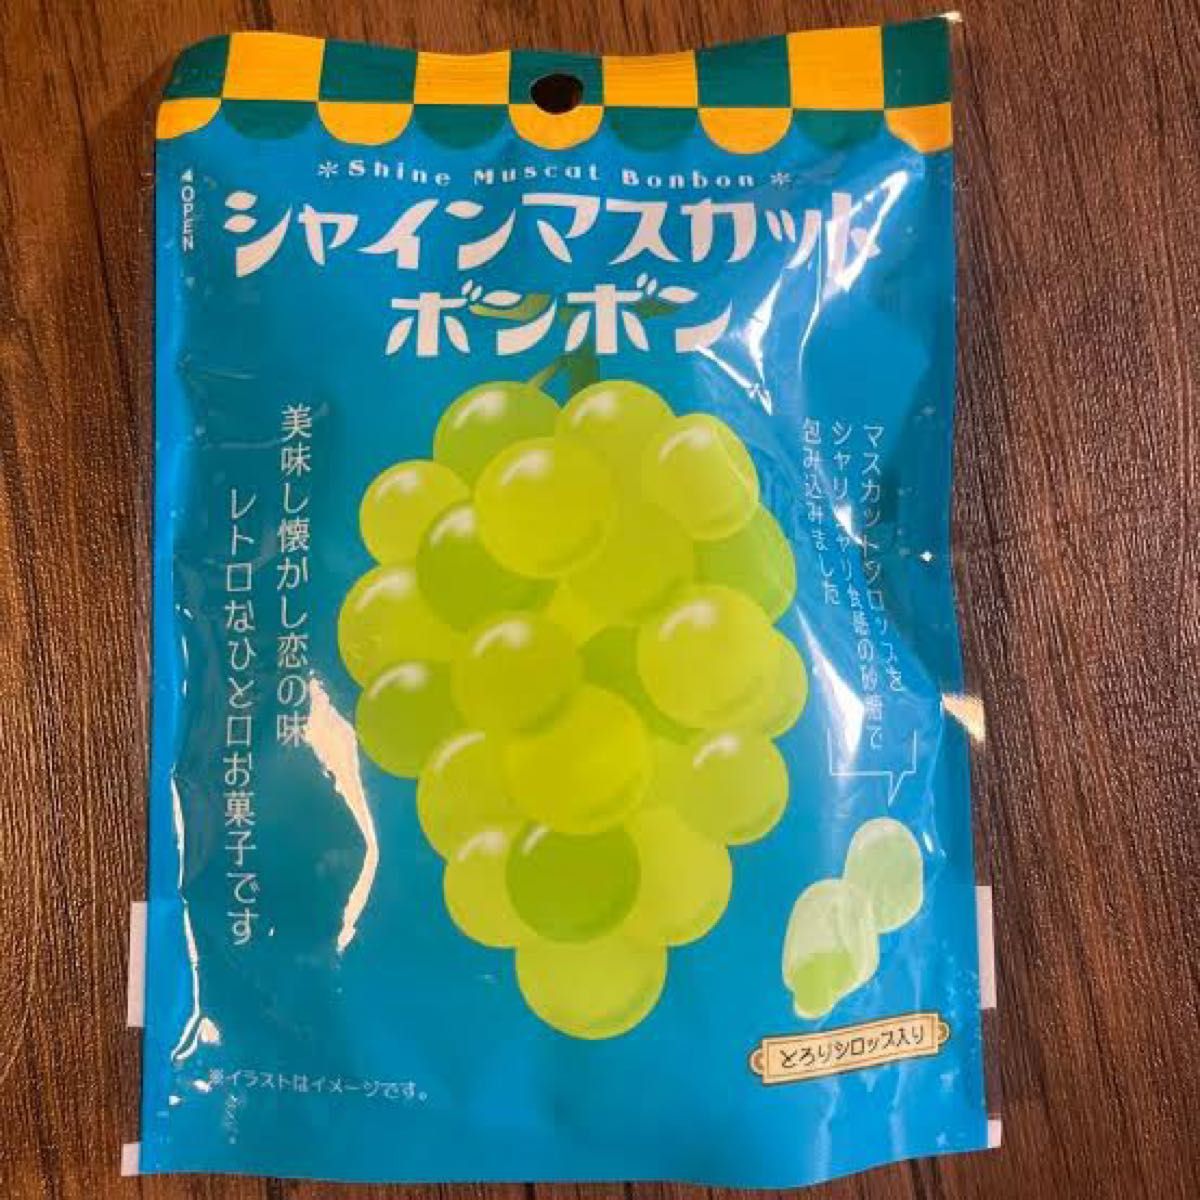 *Shine Muscat Bonbon*
シャインマスカット
ボンボン
◀OPEN
マスカットシロップを
シャリシャリ食感の砂糖で
包み込みました
美味し懐かし恋の味
レトロなひと口お菓子です
とろりシロップ入り
※イラストはイメージです。